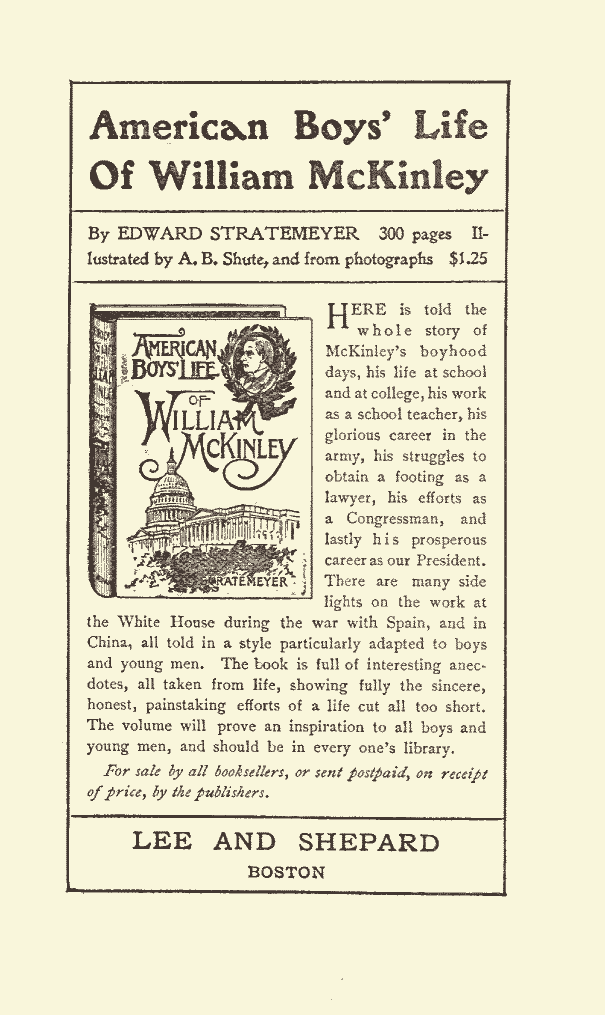 American Boys' Life
Of William McKinley
By EDWARD STRATEMEYER 300 pages Il-
lustrated by A. B. Shute, and from photographs $1.25
AMERICAN
BOYS' LIFE
OF
WILLIAM
McKINLEY
STRATEMEYER
HERE is told the
whole story of
McKinley's boyhood
days, his life at school
and at college, his work
as a school teacher, his
glorious career in the
army, his struggles to
obtain a footing as a
lawyer, his efforts as
a Congressman, and
lastly his prosperous
career as our President.
There are many side
lights on the work at
the White House during the war with Spain, and in
China, all told in a style particularly adapted to boys
and young men. The book is full of interesting anec-
dotes, all taken from life, showing fully the sincere,
honest, painstaking efforts of a life cut all too short.
The volume will prove an inspiration to all boys and
young men, and should be in every one's library.
For sale by all booksellers, or sent postpaid, on receipt
of price, by the publishers.
LEE AND SHEPARD
BOSTON